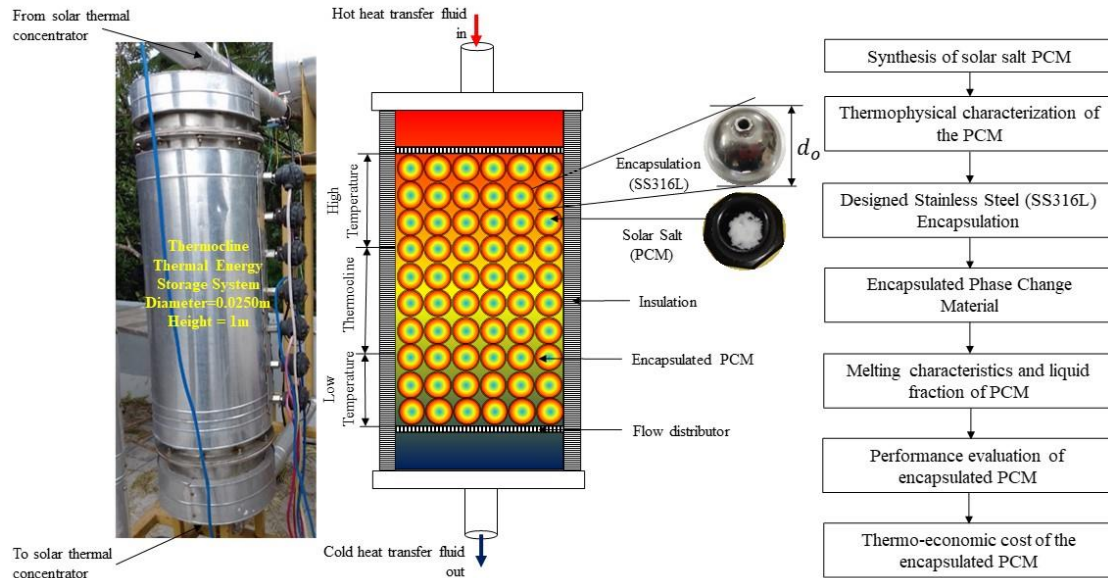 From solar thermal
concentrator
Thermocline
Thermal Energy
Storage System
Diameter=0.0250m
Height = 1m
To solar thermal
concentrator
Hot heat transfer fluid
in
High
Temperature
Thermocline
Low
Temperature
Encapsulation
(SS316L)
d_o
Solar Salt
(PCM)
Insulation
Encapsulated PCM
Flow distributor
Cold heat transfer fluid
out
Synthesis of solar salt PCM
Thermophysical characterization of
the PCM
Designed Stainless Steel (SS316L)
Encapsulation
Encapsulated Phase Change
Material
Melting characteristics and liquid
fraction of PCM
Performance evaluation of
encapsulated PCM
Thermo-economic cost of the
encapsulated PCM